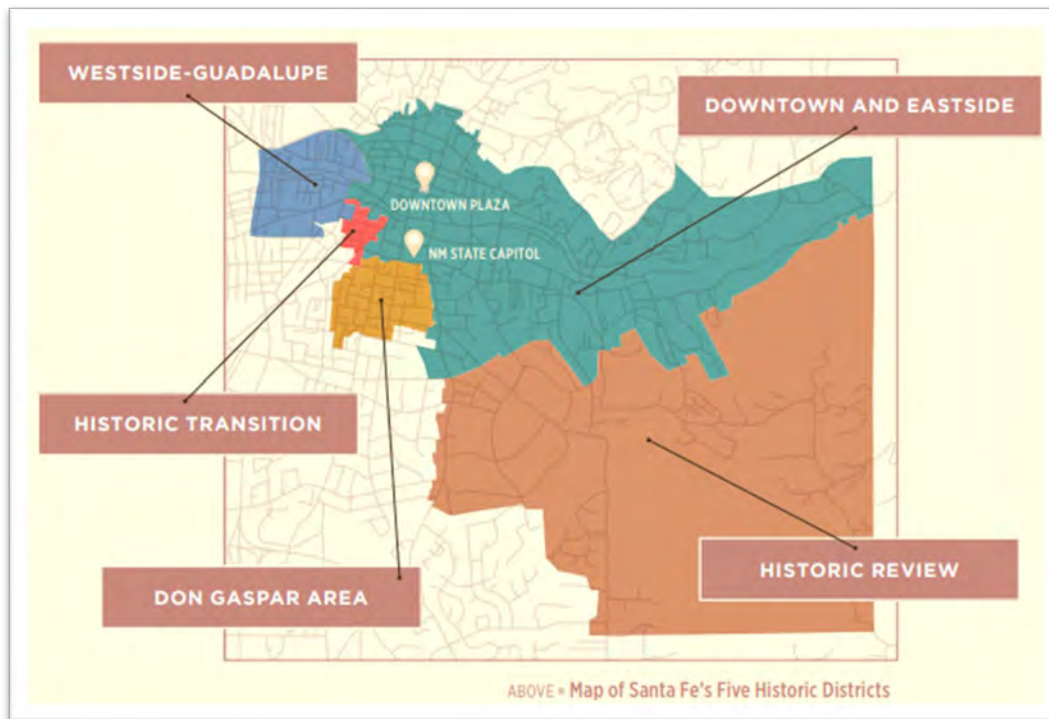 WESTSIDE-GUADALUPE
DOWNTOWN AND EASTSIDE
DOWNTOWN PLAZA
NM STATE CAPITOL
HISTORIC TRANSITION
HISTORIC REVIEW
DON GASPAR AREA
ABOVE • Map of Santa Fe's Five Historic Districts